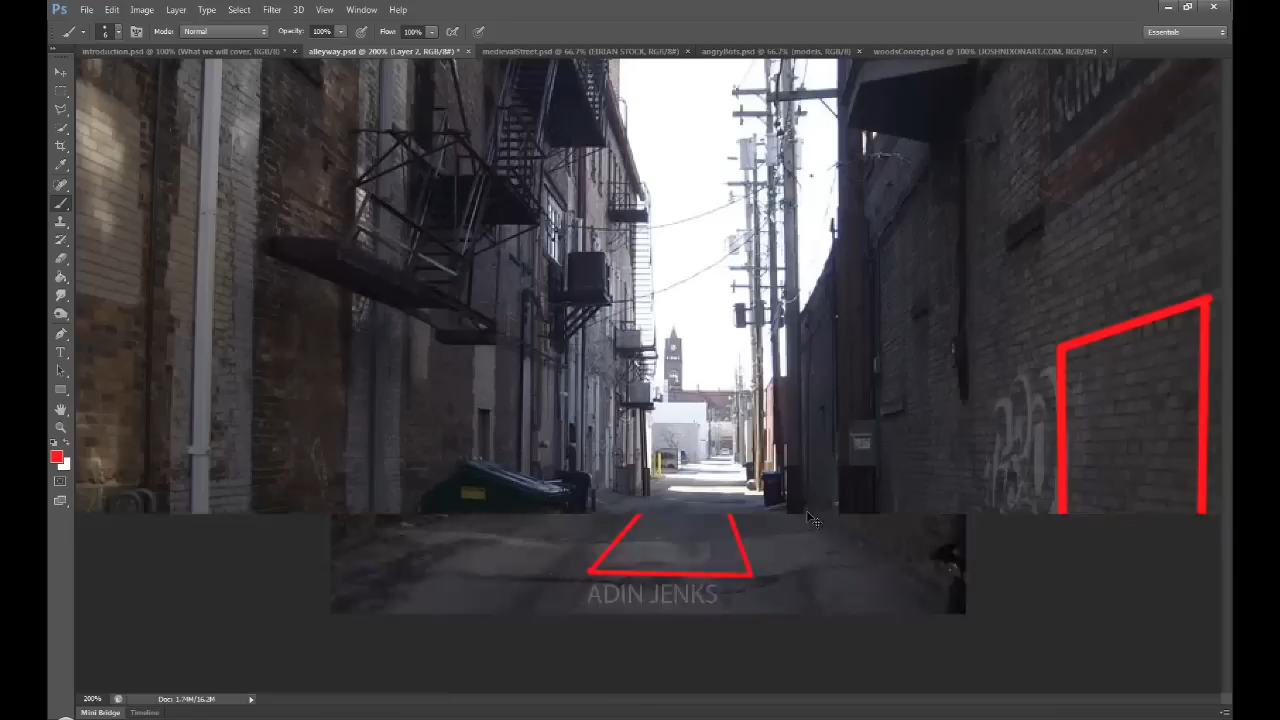 Ps File Edit Image Layer Type Select Filter 3D View Window Help
6 Mode: Normal Opacity: 100% Flow: 100% Essentials
introduction.psd @ 100% (What we will cover, RGB/8) * × alleyway.psd @ 200% (Layer 2, RGB/8#) * × medievalStreet.psd @ 66.7% (EIRIAN STOCK, RGB/8#) × angryBots.psd @ 66.7% (models, RGB/8) × woodsConcept.psd @ 100% (JOSHNIXONART.COM, RGB/8#) ×
ADIN JENKS
200% Doc: 1.74M/16.2M
Mini Bridge Timeline